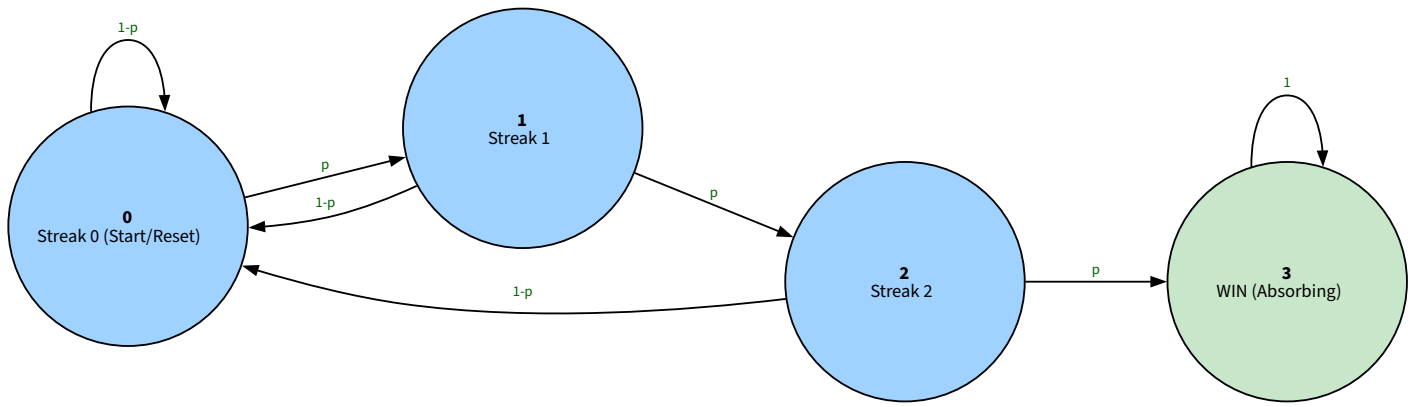 1-p
0
Streak 0 (Start/Reset)
p
1-p
1
Streak 1
p
1-p
2
Streak 2
p
1
3
WIN (Absorbing)